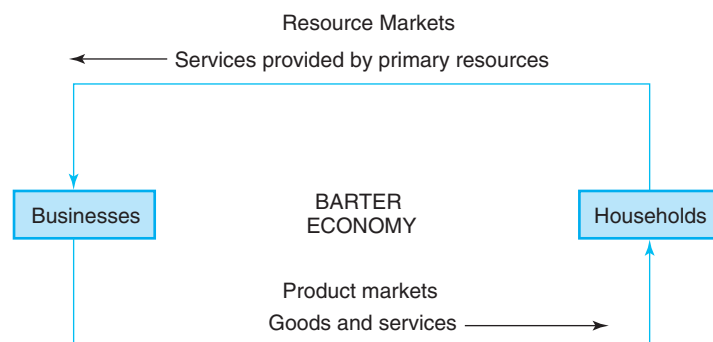 Resource Markets
Services provided by primary resources
Businesses
BARTER
ECONOMY
Households
Product markets
Goods and services